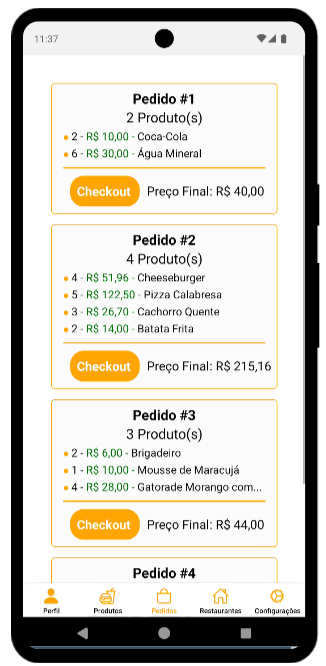 11:37
Pedido #1
2 Produto(s)
2 - R$ 10,00 - Coca-Cola
6 - R$ 30,00 - Água Mineral
Checkout Preço Final: R$ 40,00
Pedido #2
4 Produto(s)
4 - R$ 51,96 - Cheeseburger
5 - R$ 122,50 - Pizza Calabresa
3 - R$ 26,70 - Cachorro Quente
2 - R$ 14,00 - Batata Frita
Checkout Preço Final: R$ 215,16
Pedido #3
3 Produto(s)
2 - R$ 6,00 - Brigadeiro
1 - R$ 10,00 - Mousse de Maracujá
4 - R$ 28,00 - Gatorade Morango com...
Checkout Preço Final: R$ 44,00
Pedido #4
Perfil Produtos Pedidos Restaurantes Configurações